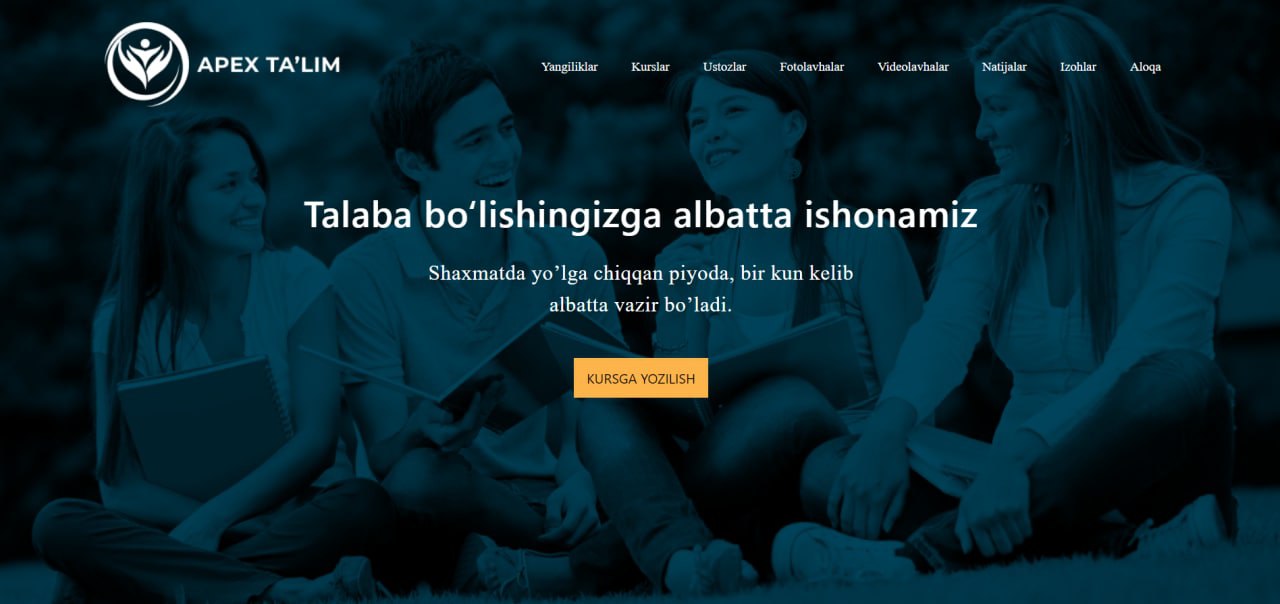 APEX TA’LIM
Yangiliklar Kurslar Ustozlar Fotolavhalar Videolavhalar Natijalar Izohlar Aloqa
Talaba bo‘lishingizga albatta ishonamiz
Shaxmatda yo’lga chiqqan piyoda, bir kun kelib
albatta vazir bo’ladi.
KURSGA YOZILISH